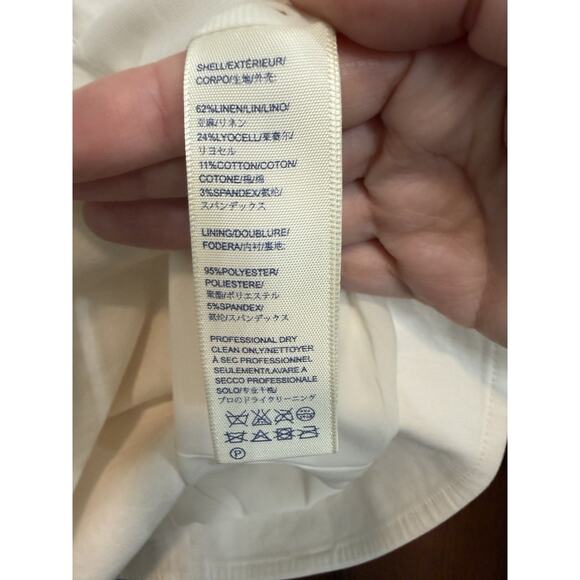 SHELL/EXTÉRIEUR/
CORPO/生地/外壳:
62%LINEN/LIN/LINO/
亚麻/リネン
24%LYOCELL/莱赛尔/
リヨセル
11%COTTON/COTON/
COTONE/棉/綿
3%SPANDEX/氨纶/
スパンデックス
LINING/DOUBLURE/
FODERA/内衬/裏地:
95%POLYESTER/
POLIESTERE/
聚酯/ポリエステル
5%SPANDEX/
氨纶/スパンデックス
PROFESSIONAL DRY
CLEAN ONLY/NETTOYER
À SEC PROFESSIONNEL
SEULEMENT/LAVARE A
SECCO PROFESSIONALE
SOLO/专业干洗/
プロのドライクリーニング
P